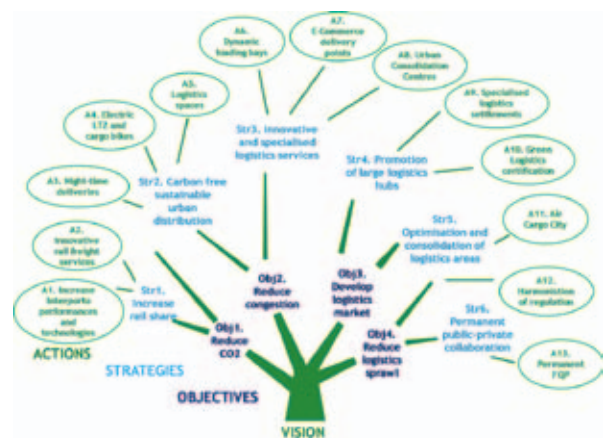 A6.
Dynamic
loading bays
A7.
E-Commerce
delivery
points
A8. Urban
Consolidation
Centres
A5.
Logistics
spaces
A9.
Specialised
logistics
settlements
A4. Electric
LTZ and
cargo bikes
Str3. Innovative
and specialised
logistics services
Str4. Promotion
of large logistics
hubs
A10. Green
Logistics
certification
A3. Night-time
deliveries
Str2. Carbon free
sustainable
urban
distribution
Str5.
Optimisation and
consolidation of
logistics areas
A11. Air
Cargo City
A2.
Innovative
rail freight
services
Obj2.
Reduce
congestion
Obj3.
Develop
logistics
market
A12.
Harmonistion
of regulation
A1. Increase
Interports
performances
and
technologies
Str1.
Increase
rail share
Obj1.
Reduce
CO2
Obj4.
Reduce
logistics
sprawl
Str6.
Permanent
public-private
collaboration
A13.
Permanent
FQP
ACTIONS
STRATEGIES
OBJECTIVES
VISION